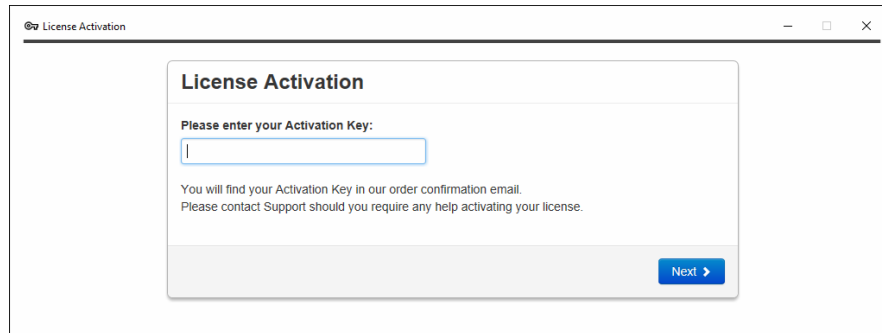 License Activation
License Activation
Please enter your Activation Key:
You will find your Activation Key in our order confirmation email.
Please contact Support should you require any help activating your license.
Next